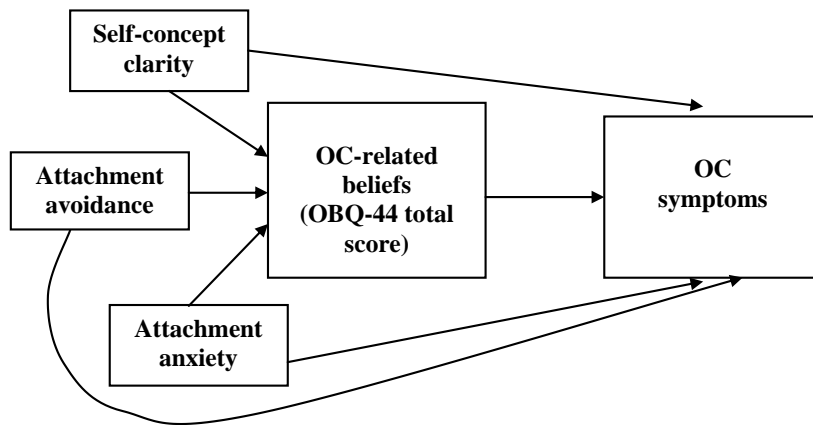 Self-concept
clarity
Attachment
avoidance
OC-related
beliefs
(OBQ-44 total
score)
OC
symptoms
Attachment
anxiety